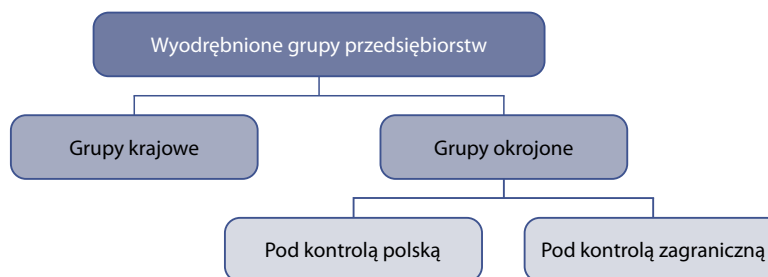 Wyodrębnione grupy przedsiębiorstw
Grupy krajowe
Grupy okrojone
Pod kontrolą polską
Pod kontrolą zagraniczną